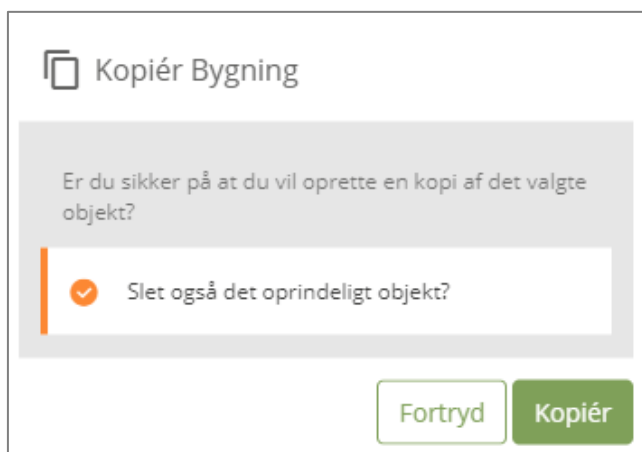 Kopiér Bygning
Er du sikker på at du vil oprette en kopi af det valgte
objekt?
Slet også det oprindeligt objekt?
Fortryd
Kopiér